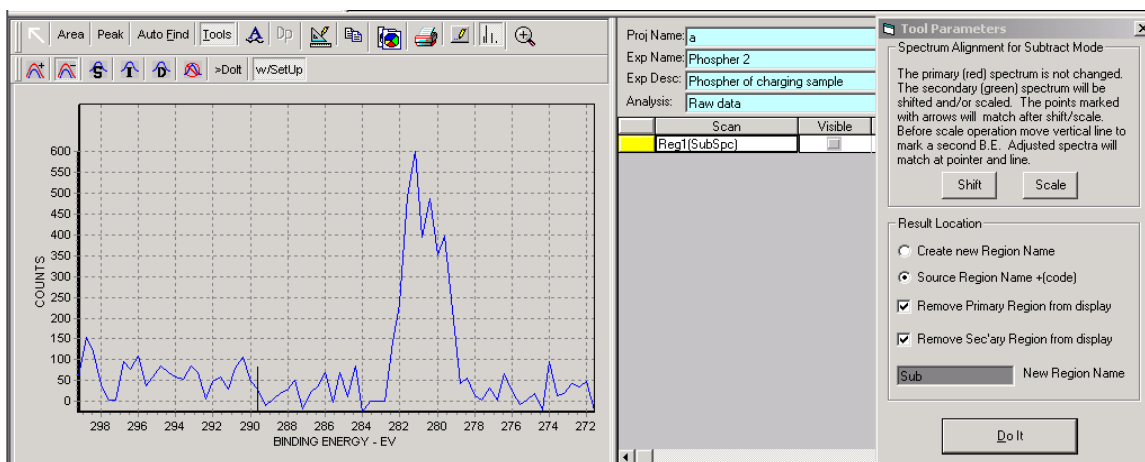 Area Peak Auto Find Tools A Dp
S I D >DoIt w/SetUp
600
550
500
450
400
350
300
250
200
150
100
50
0
COUNTS
298 296 294 292 290 288 286 284 282 280 278 276 274 272
BINDING ENERGY - EV
Proj Name: a
Exp Name: Phospher 2
Exp Desc: Phospher of charging sample
Analysis: Raw data
Scan Visible
Reg1(SubSpc)
Tool Parameters
Spectrum Alignment for Subtract Mode
The primary (red) spectrum is not changed.
The secondary (green) spectrum will be
shifted and/or scaled. The points marked
with arrows will match after shift/scale.
Before scale operation move vertical line to
mark a second B.E. Adjusted spectra will
match at pointer and line.
Shift Scale
Result Location
Create new Region Name
Source Region Name +(code)
Remove Primary Region from display
Remove Sec'ary Region from display
Sub New Region Name
Do It